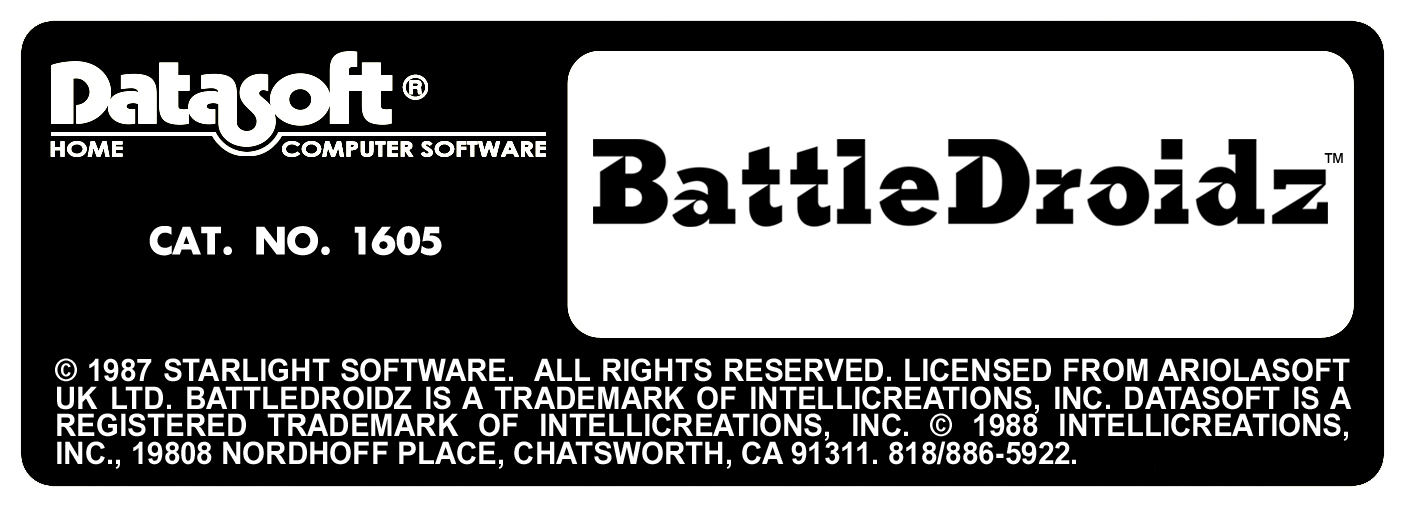 Datasoft®
HOME COMPUTER SOFTWARE
CAT. NO. 1605
BattleDroidz™
© 1987 STARLIGHT SOFTWARE. ALL RIGHTS RESERVED. LICENSED FROM ARIOLASOFT
UK LTD. BATTLEDROIDZ IS A TRADEMARK OF INTELLICREATIONS, INC. DATASOFT IS A
REGISTERED TRADEMARK OF INTELLICREATIONS, INC. © 1988 INTELLICREATIONS,
INC., 19808 NORDHOFF PLACE, CHATSWORTH, CA 91311. 818/886-5922.